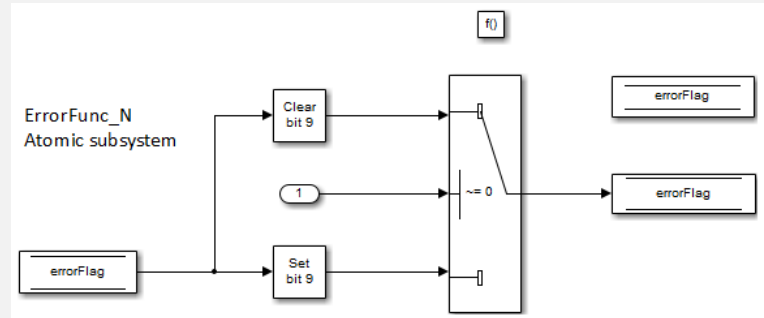 f()
errorFlag
Clear
bit 9
ErrorFunc_N
Atomic subsystem
1
~= 0
errorFlag
errorFlag
Set
bit 9